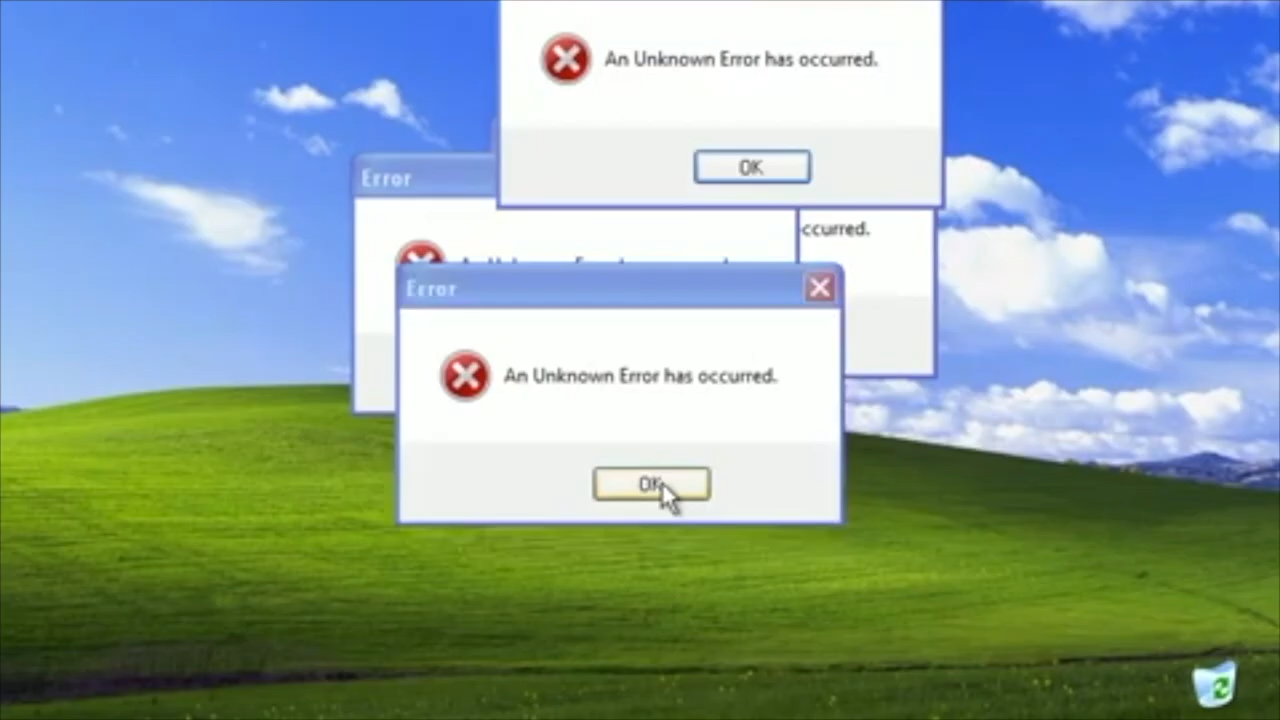 An Unknown Error has occurred.
OK
Error
ccurred.
Error
An Unknown Error has occurred.
OK